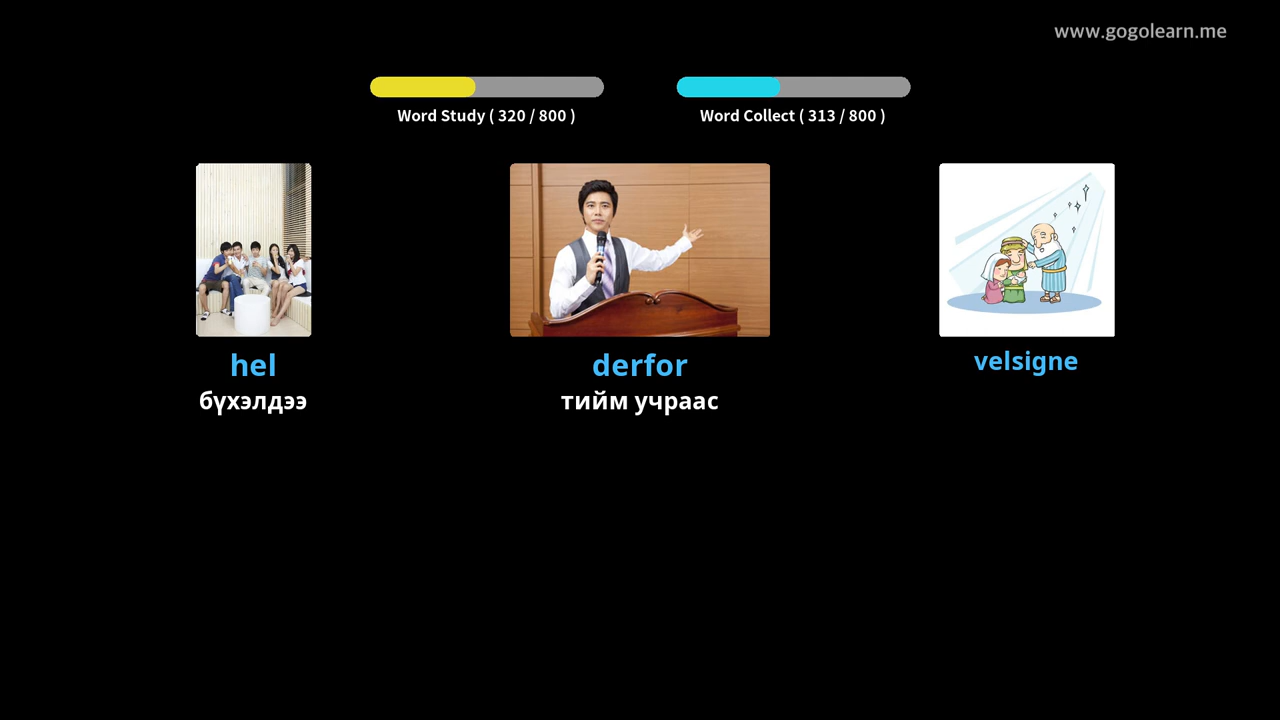 www.gogolearn.me
Word Study ( 320 / 800 )
Word Collect ( 313 / 800 )
hel
бүхэлдээ
derfor
тийм учраас
velsigne